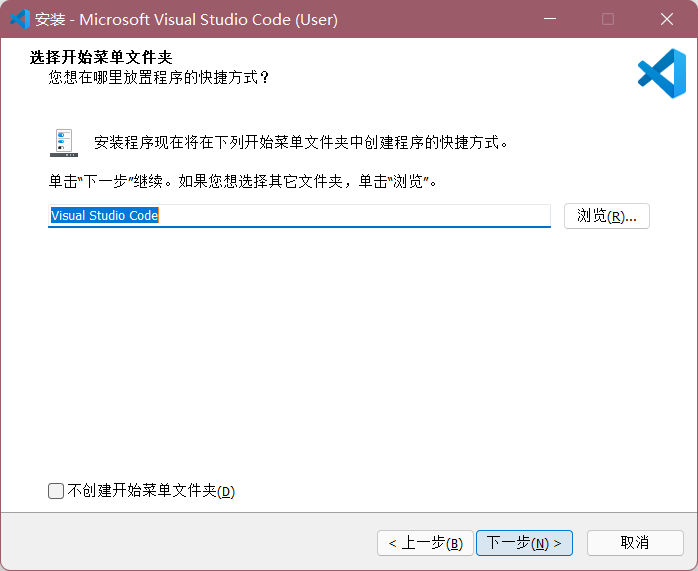 安装 - Microsoft Visual Studio Code (User)
选择开始菜单文件夹
您想在哪里放置程序的快捷方式？
安装程序现在将在下列开始菜单文件夹中创建程序的快捷方式。
单击“下一步”继续。如果您想选择其它文件夹，单击“浏览”。
Visual Studio Code
浏览(R)...
不创建开始菜单文件夹(D)
< 上一步(B)
下一步(N) >
取消